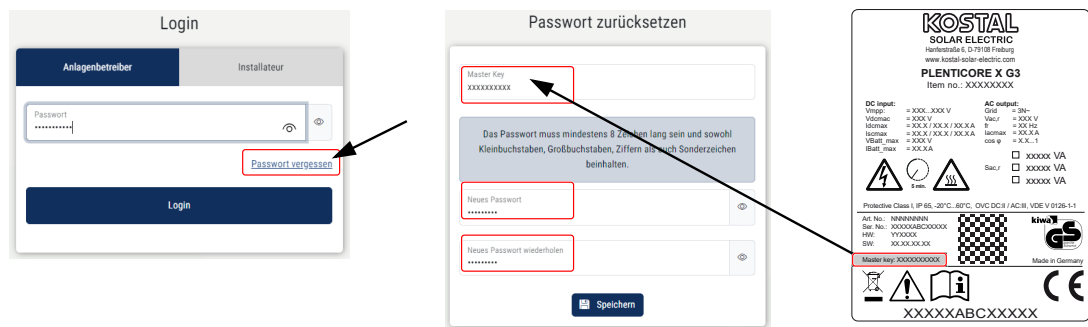 Login
Anlagenbetreiber
Installateur
Passwort
Passwort vergessen
Login
Passwort zurücksetzen
Master Key
xxxxxxxxxx
Das Passwort muss mindestens 8 Zeichen lang sein und sowohl
Kleinbuchstaben, Großbuchstaben, Ziffern als auch Sonderzeichen
beinhalten.
Neues Passwort
Neues Passwort wiederholen
Speichern
KOSTAL
SOLAR ELECTRIC
Hanferstraße 6, D-79108 Freiburg
www.kostal-solar-electric.com
PLENTICORE X G3
Item no.: XXXXXXXX
DC input:
Vmpp: = XXX...XXX V
Vdcmac = XXX V
Idcmax = XX.X / XX.X / XX.X A
Iscmax = XX.X / XX.X / XX.X A
VBatt_max = XXX V
IBatt_max = XX.X A
AC output:
Grid = 3N~
Vac,r = XXX V
fr = XX Hz
Iacmax = XX.X A
cos φ = X.X...1
Sac,r
xxxxx VA
xxxxx VA
5 min.
Protective Class I, IP 65, -20°C...60°C, OVC DC:II / AC:III, VDE V 0126-1-1
Art. No.: NNNNNNNN
Ser. No.: XXXXXABCXXXXX
HW: YYXXXX
SW: XX.XX.XX.XX
Master key: XXXXXXXXXX
kiwa
GS
Made in Germany
CE
XXXXXABCXXXXX